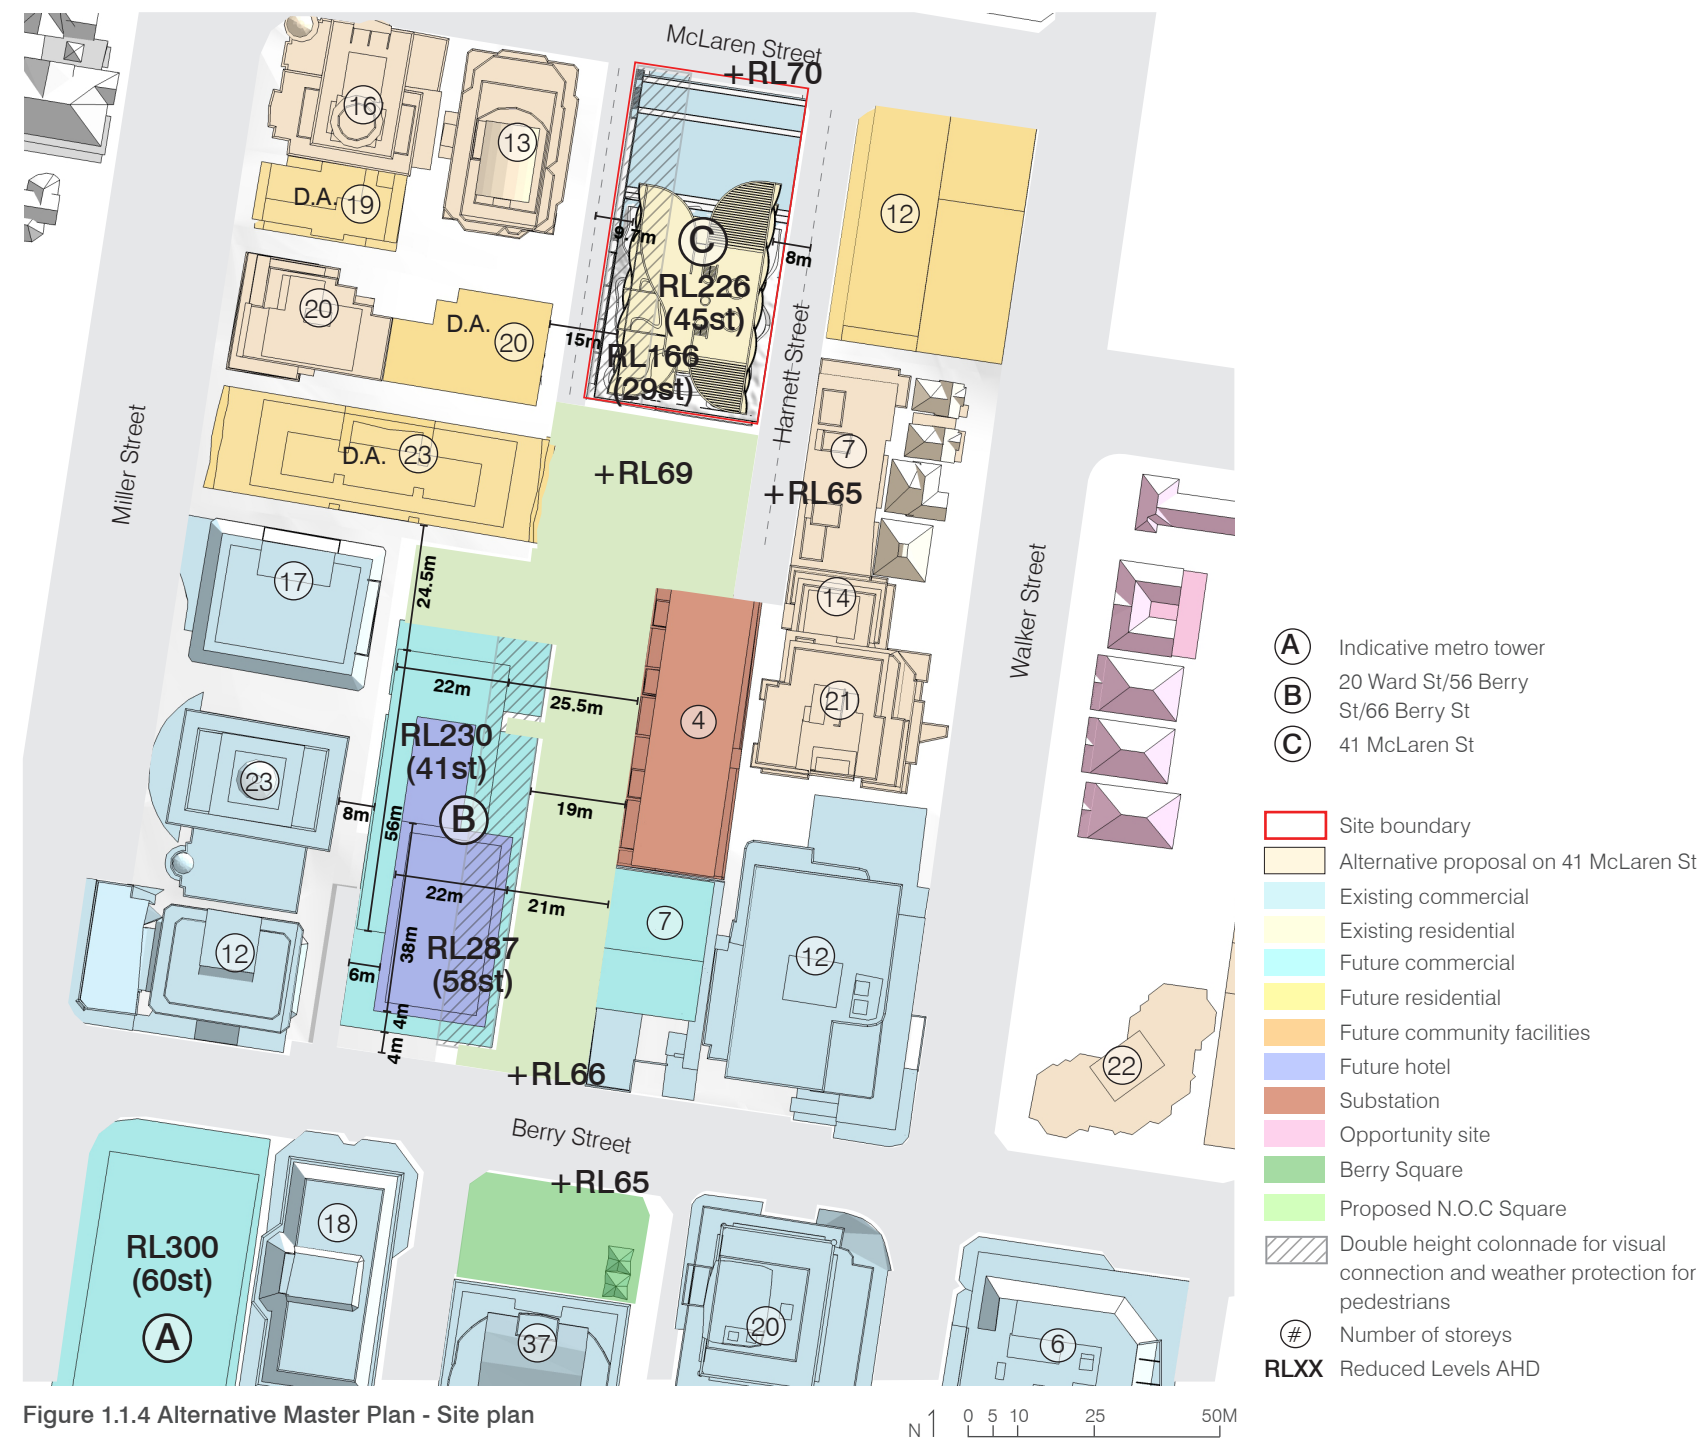 McLaren Street
+RL70
16
13
D.A. 19
12
9.7m
C
8m
RL226
(45st)
20
D.A.
20
15m
RL166
(29st)
Harnett Street
Miller Street
D.A. 23
7
+RL69
+RL65
17
24.5m
14
Walker Street
22m
25.5m
21
4
RL230
(41st)
23
8m
56m
B
19m
22m
21m
7
12
38m
RL287
(58st)
12
6m
4m
4m
22
+RL66
Berry Street
+RL65
18
RL300
(60st)
A
37
20
6
A Indicative metro tower
B 20 Ward St/56 Berry
St/66 Berry St
C 41 McLaren St
Site boundary
Alternative proposal on 41 McLaren St
Existing commercial
Existing residential
Future commercial
Future residential
Future community facilities
Future hotel
Substation
Opportunity site
Berry Square
Proposed N.O.C Square
Double height colonnade for visual
connection and weather protection for
pedestrians
# Number of storeys
RLXX Reduced Levels AHD
Figure 1.1.4 Alternative Master Plan - Site plan
N
0 5 10 25 50M